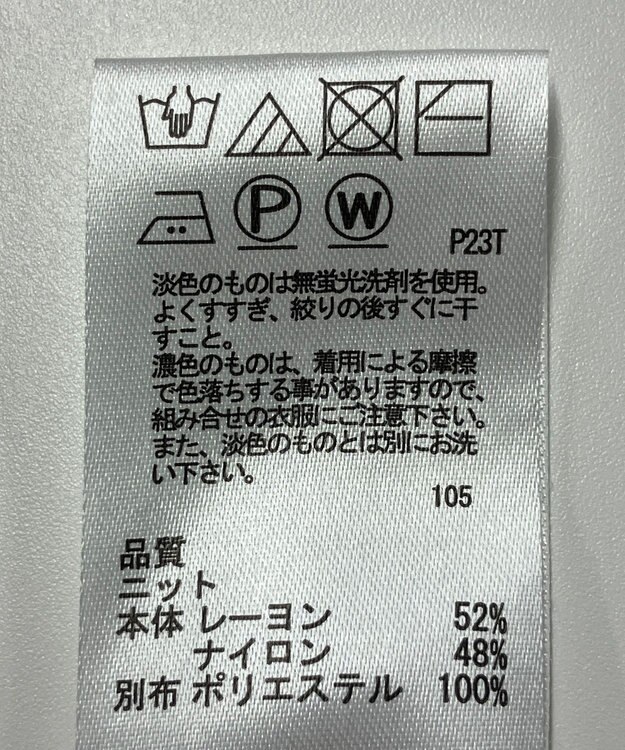 P W
P23T
淡色のものは無蛍光洗剤を使用。
よくすすぎ、絞りの後すぐに干
すこと。
濃色のものは、着用による摩擦
で色落ちする事がありますので、
組み合せの衣服にご注意下さい。
また、淡色のものとは別にお洗
い下さい。
105
品質
ニット
本体 レーヨン 52%
ナイロン 48%
別布 ポリエステル 100%